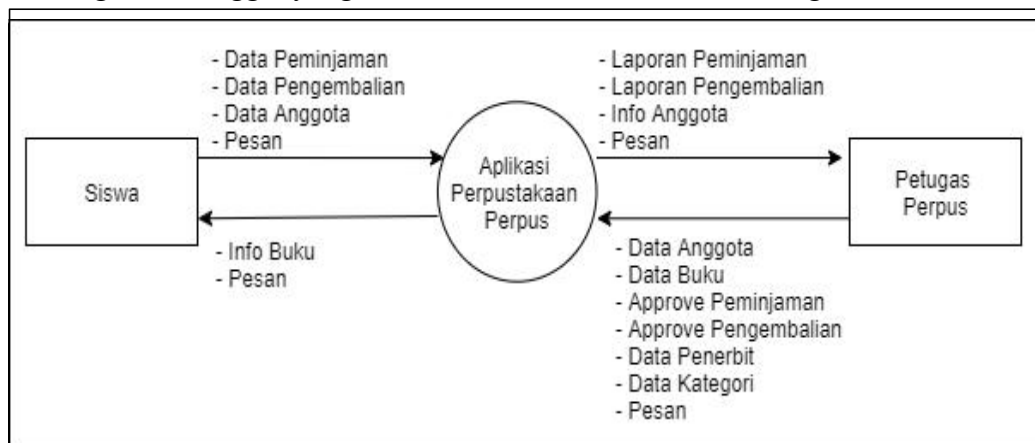 - Data Peminjaman
- Data Pengembalian
- Data Anggota
- Pesan
- Laporan Peminjaman
- Laporan Pengembalian
- Info Anggota
- Pesan
Siswa
Aplikasi
Perpustakaan
Perpus
Petugas
Perpus
- Info Buku
- Pesan
- Data Anggota
- Data Buku
- Approve Peminjaman
- Approve Pengembalian
- Data Penerbit
- Data Kategori
- Pesan